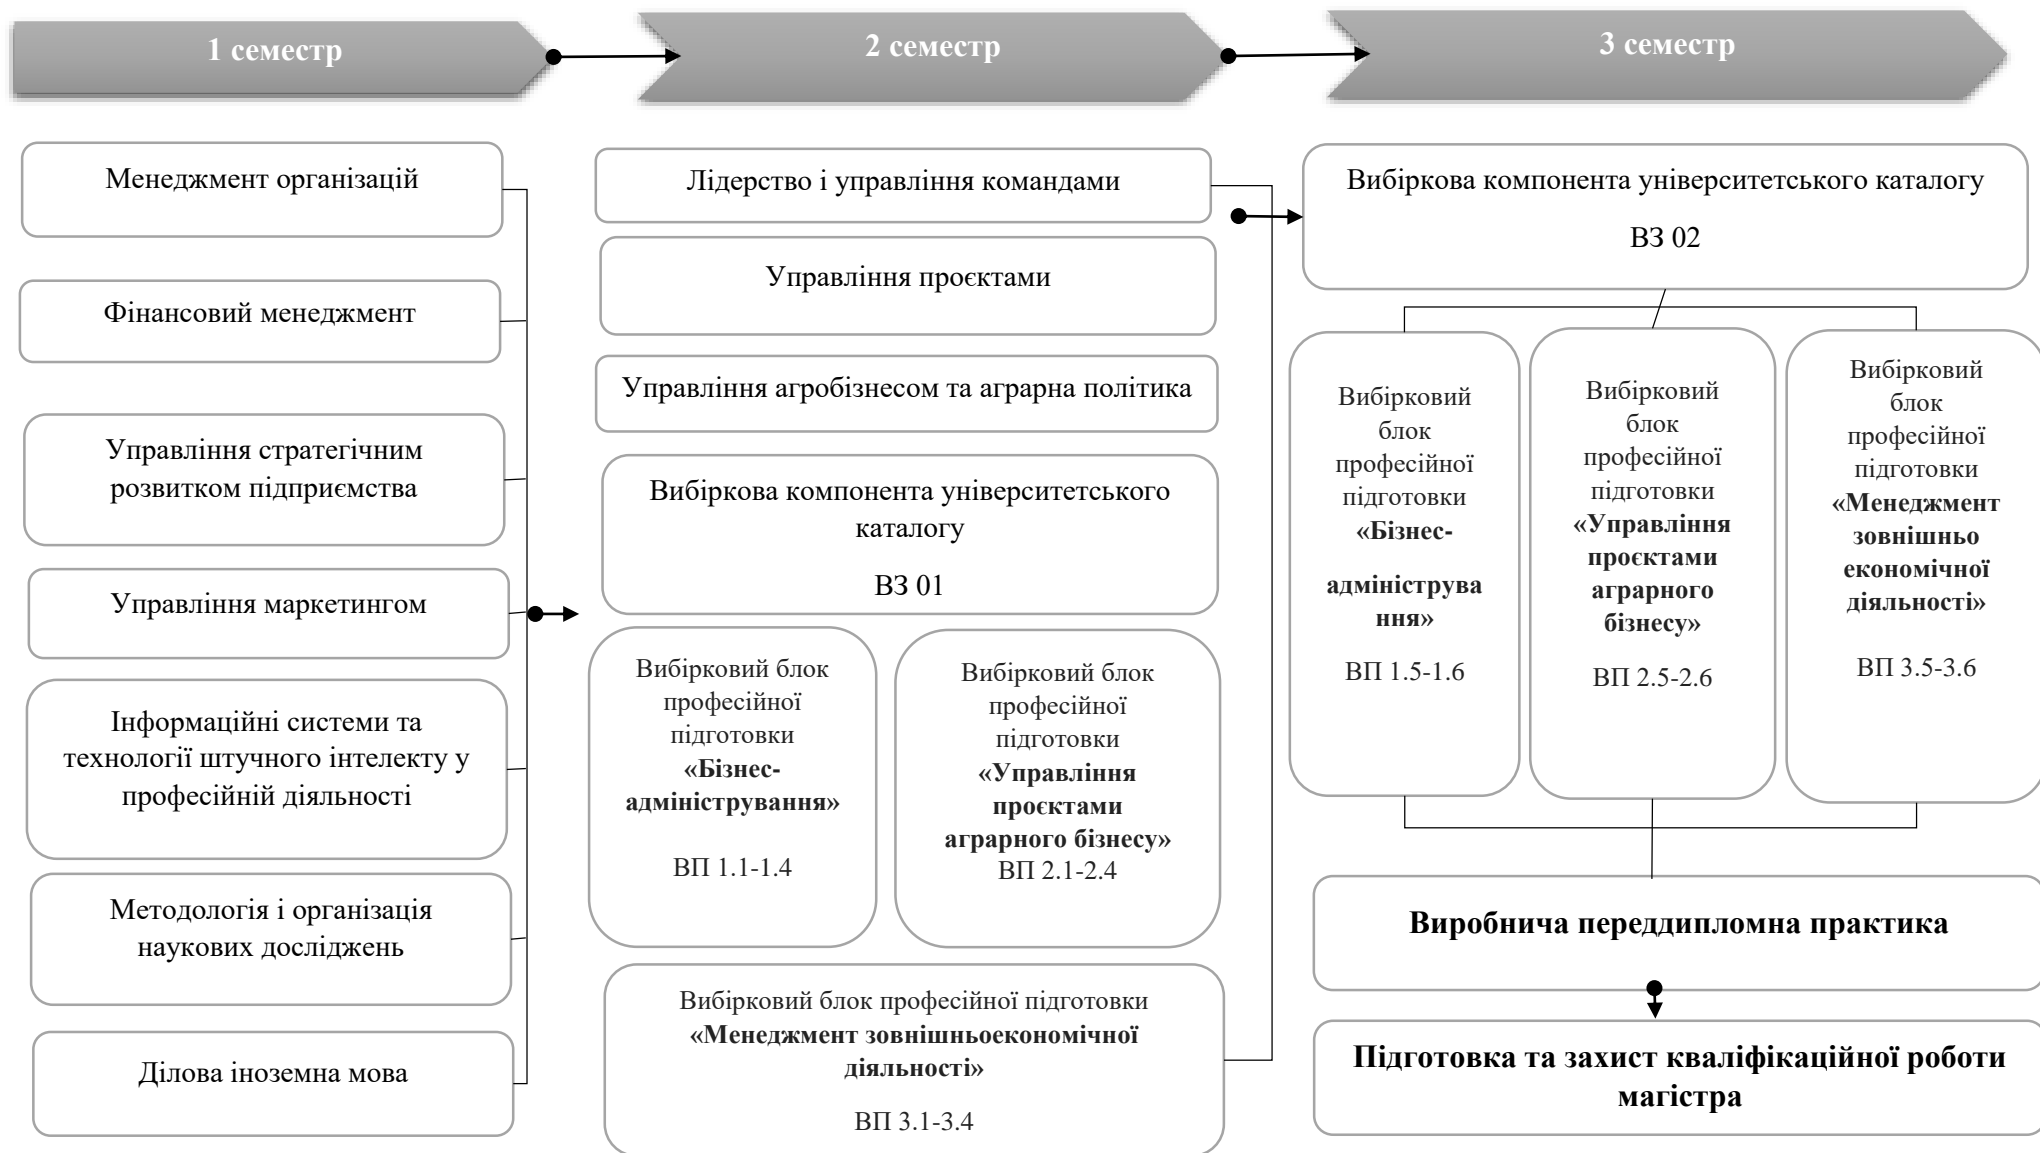 1 семестр
2 семестр
3 семестр
Менеджмент організацій
Фінансовий менеджмент
Управління стратегічним
розвитком підприємства
Управління маркетингом
Інформаційні системи та
технології штучного інтелекту у
професійній діяльності
Методологія і організація
наукових досліджень
Ділова іноземна мова
Лідерство і управління командами
Управління проєктами
Управління агробізнесом та аграрна політика
Вибіркова компонента університетського
каталогу
ВЗ 01
Вибірковий блок
професійної
підготовки
«Бізнес-
адміністрування»
ВП 1.1-1.4
Вибірковий блок
професійної
підготовки
«Управління
проєктами
аграрного бізнесу»
ВП 2.1-2.4
Вибірковий блок професійної підготовки
«Менеджмент зовнішньоекономічної
діяльності»
ВП 3.1-3.4
Вибіркова компонента університетського каталогу
ВЗ 02
Вибірковий
блок
професійної
підготовки
«Бізнес-
адмініструва
ння»
ВП 1.5-1.6
Вибірковий
блок
професійної
підготовки
«Управління
проєктами
аграрного
бізнесу»
ВП 2.5-2.6
Вибірковий
блок
професійної
підготовки
«Менеджмент
зовнішньо
економічної
діяльності»
ВП 3.5-3.6
Виробнича переддипломна практика
Підготовка та захист кваліфікаційної роботи
магістра